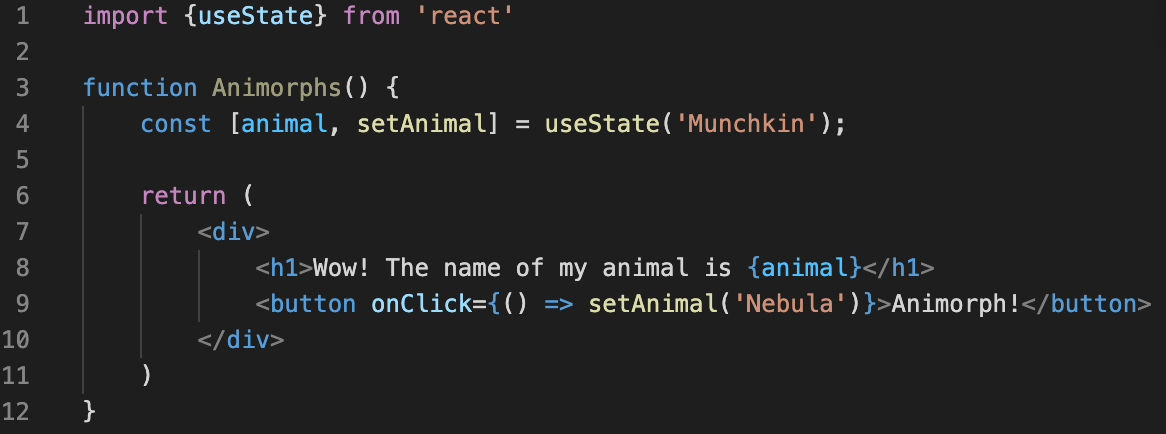 1 import {useState} from 'react'
2
3 function Animorphs() {
4 const [animal, setAnimal] = useState('Munchkin');
5
6 return (
7 <div>
8 <h1>Wow! The name of my animal is {animal}</h1>
9 <button onClick={() => setAnimal('Nebula')}>Animorph!</button>
10 </div>
11 )
12 }